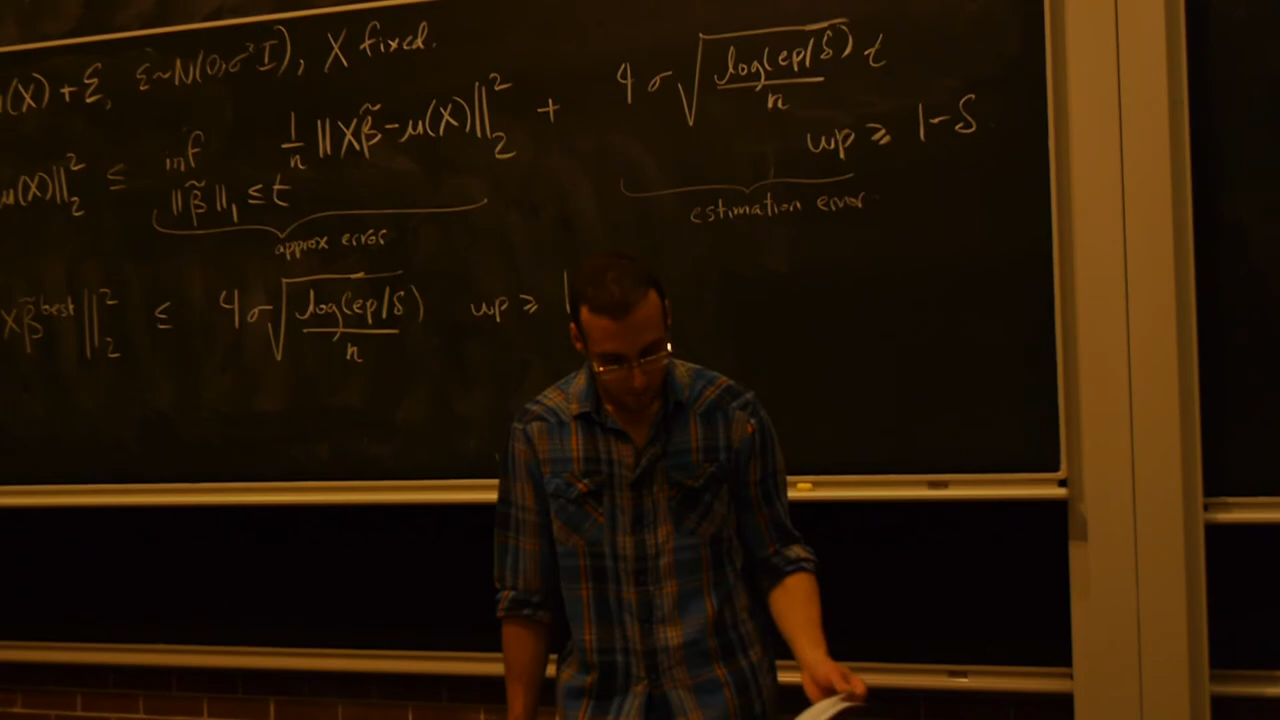 μ(X) + ε, ε ~ N(0, σ²I), X fixed.
μ(X)||₂² ≤ inf ||β̃||₁ ≤ t 1/n ||Xβ̃ - μ(X)||₂² + 4σ √(log(ep/δ)/n) t
wp ≥ 1-δ
approx error
estimation error
Xβ̃ᵇᵉˢᵗ||₂² ≤ 4σ √(log(ep/δ)/n) wp ≥ 1